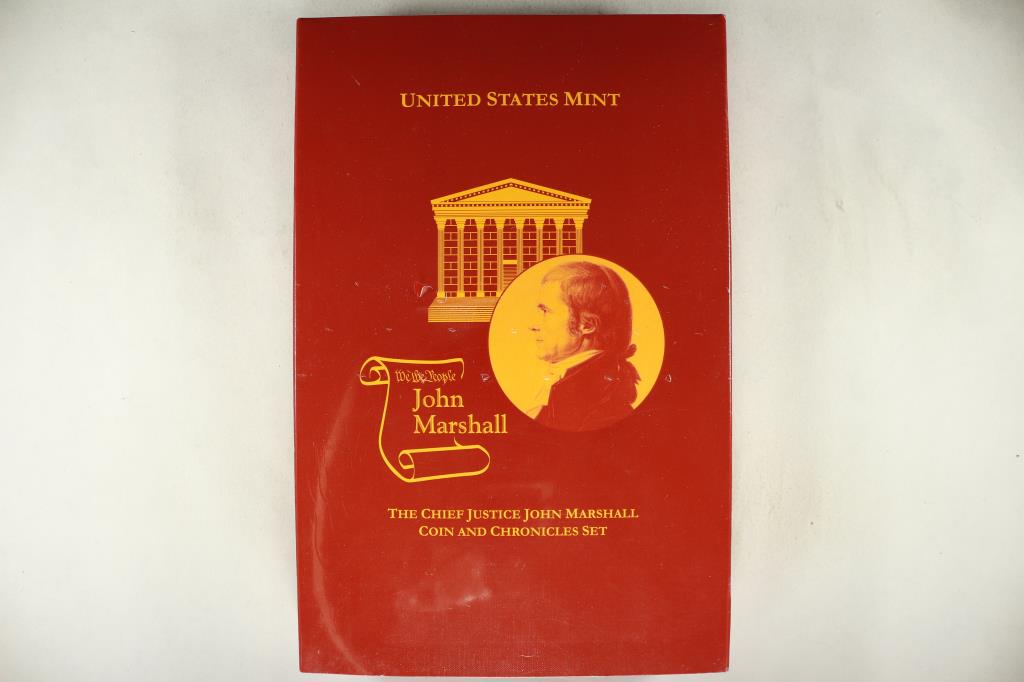 UNITED STATES MINT
We the People
John
Marshall
THE CHIEF JUSTICE JOHN MARSHALL
COIN AND CHRONICLES SET